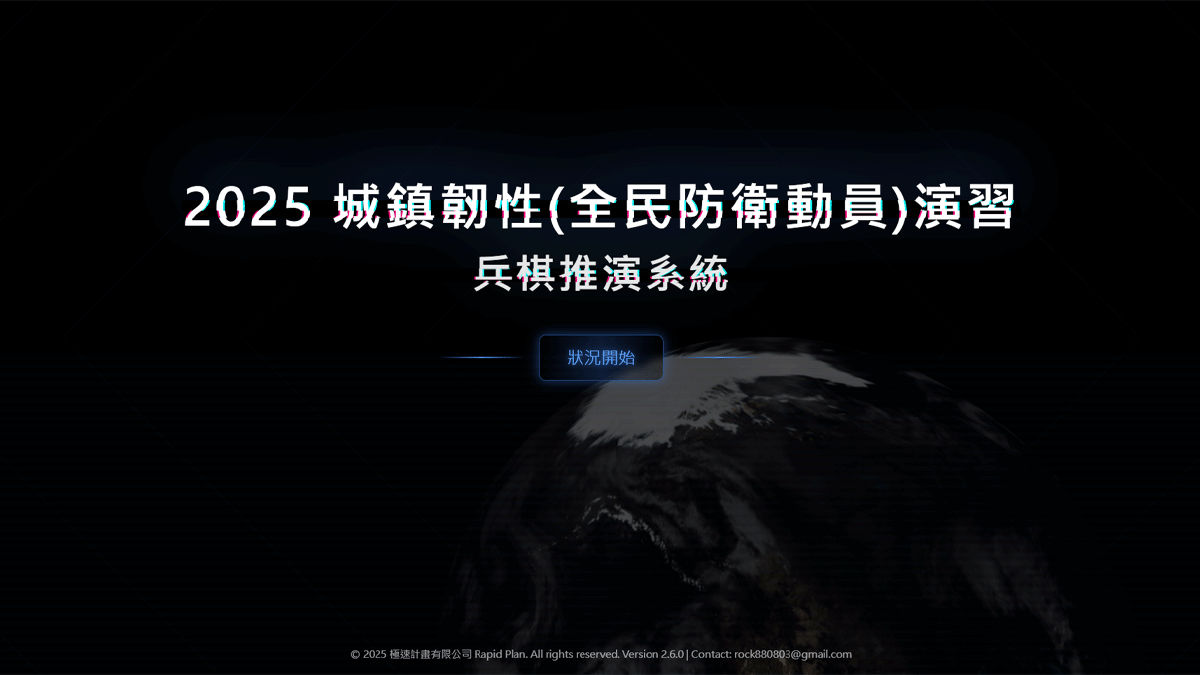 2025 城鎮韌性(全民防衛動員)演習
兵棋推演系統
狀況開始
© 2025 極速計畫有限公司 Rapid Plan. All rights reserved. Version 2.6.0 | Contact: rock880803@gmail.com